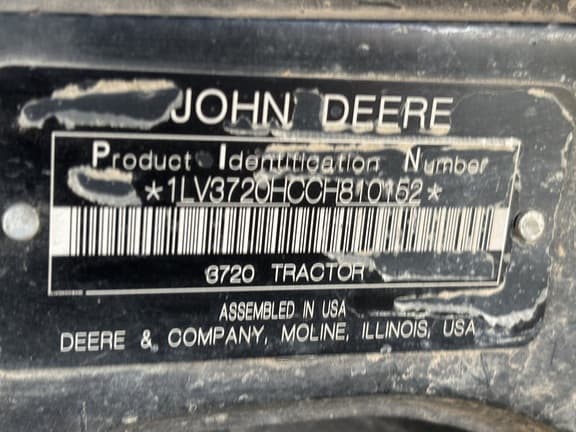 JOHN DEERE
Product Identification Number
*1LV3720HCCH810152*
3720 TRACTOR
ASSEMBLED IN USA
DEERE & COMPANY, MOLINE, ILLINOIS, USA